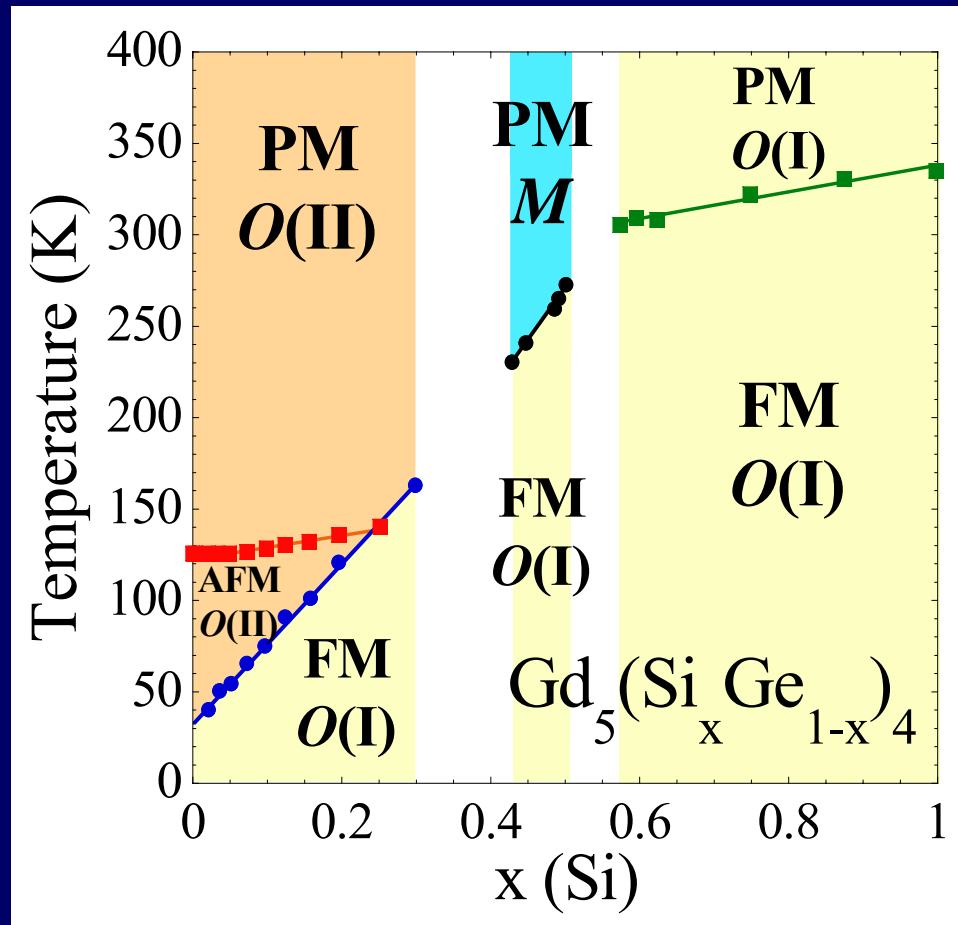 400
350
300
250
200
150
100
50
0
Temperature (K)
PM
O(II)
PM
M
PM
O(I)
AFM
O(II)
FM
O(I)
FM
O(I)
FM
O(I)
Gd5(SixGe1-x)4
0 0.2 0.4 0.6 0.8 1
x (Si)